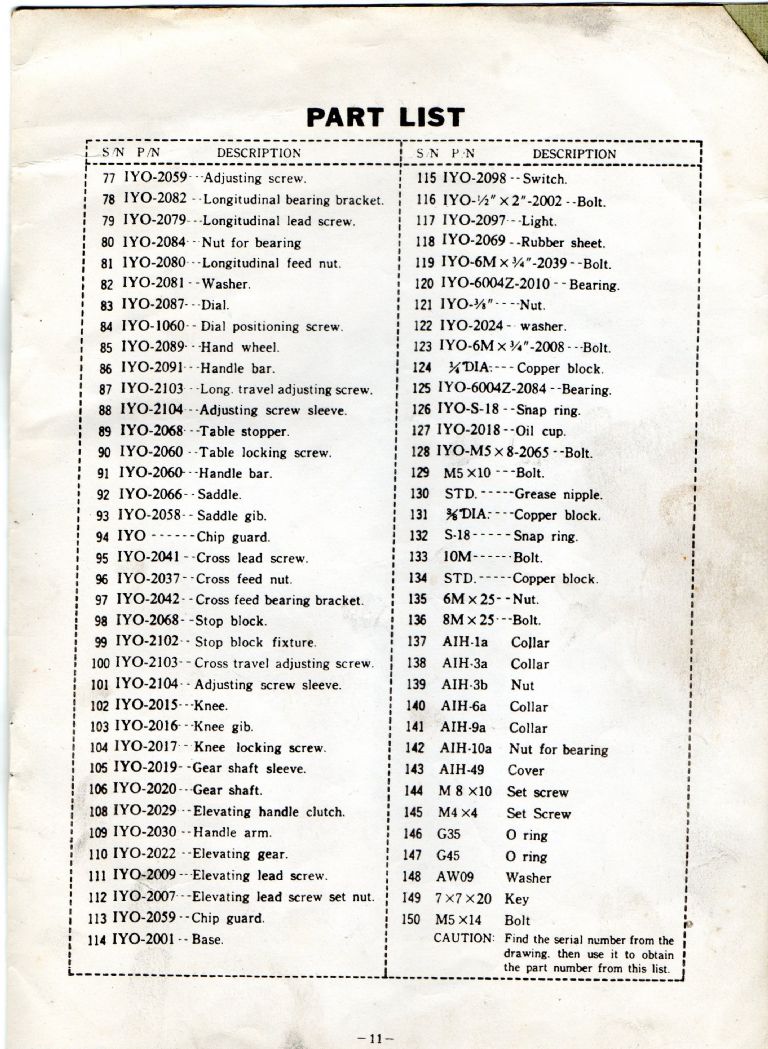 PART LIST
S/N P/N DESCRIPTION
77 IYO-2059---Adjusting screw.
78 IYO-2082 --Longitudinal bearing bracket.
79 IYO-2079---Longitudinal lead screw.
80 IYO-2084---Nut for bearing
81 IYO-2080---Longitudinal feed nut.
82 IYO-2081 --Washer.
83 IYO-2087---Dial.
84 IYO-1060-- Dial positioning screw.
85 IYO-2089---Hand wheel.
86 IYO-2091---Handle bar.
87 IYO-2103 --Long. travel adjusting screw.
88 IYO-2104---Adjusting screw sleeve.
89 IYO-2068---Table stopper.
90 IYO-2060 --Table locking screw.
91 IYO-2060---Handle bar.
92 IYO-2066--Saddle.
93 IYO-2058--Saddle gib.
94 IYO ------Chip guard.
95 IYO-2041 --Cross lead screw.
96 IYO-2037--Cross feed nut.
97 IYO-2042--Cross feed bearing bracket.
98 IYO-2068--Stop block.
99 IYO-2102-- Stop block fixture.
100 IYO-2103--Cross travel adjusting screw.
101 IYO-2104-- Adjusting screw sleeve.
102 IYO-2015---Knee.
103 IYO-2016---Knee gib.
104 IYO-2017-- Knee locking screw.
105 IYO-2019--Gear shaft sleeve.
106 IYO-2020---Gear shaft.
108 IYO-2029 --Elevating handle clutch.
109 IYO-2030 --Handle arm.
110 IYO-2022 --Elevating gear.
111 IYO-2009--Elevating lead screw.
112 IYO-2007---Elevating lead screw set nut.
113 IYO-2059--Chip guard.
114 IYO-2001--Base.
S/N P/N DESCRIPTION
115 IYO-2098 --Switch.
116 IYO-½"×2"-2002 --Bolt.
117 IYO-2097---Light.
118 IYO-2069 --Rubber sheet.
119 IYO-6M×¾"-2039--Bolt.
120 IYO-6004Z-2010 --Bearing.
121 IYO-⅜"----Nut.
122 IYO-2024-- washer.
123 IYO-6M×¾"-2008---Bolt.
124 ¼"DIA:--- Copper block.
125 IYO-6004Z-2084 --Bearing.
126 IYO-S-18 --Snap ring.
127 IYO-2018--Oil cup.
128 IYO-M5×8-2065 --Bolt.
129 M5×10 ---Bolt.
130 STD.-----Grease nipple.
131 ⅜"DIA:---Copper block.
132 S-18------Snap ring.
133 10M------Bolt.
134 STD.-----Copper block.
135 6M×25--Nut.
136 8M×25---Bolt.
137 AIH-1a Collar
138 AIH-3a Collar
139 AIH-3b Nut
140 AIH-6a Collar
141 AIH-9a Collar
142 AIH-10a Nut for bearing
143 AIH-49 Cover
144 M 8 ×10 Set screw
145 M4×4 Set Screw
146 G35 O ring
147 G45 O ring
148 AW09 Washer
149 7×7×20 Key
150 M5×14 Bolt
CAUTION: Find the serial number from the
drawing. then use it to obtain
the part number from this list.
-11-